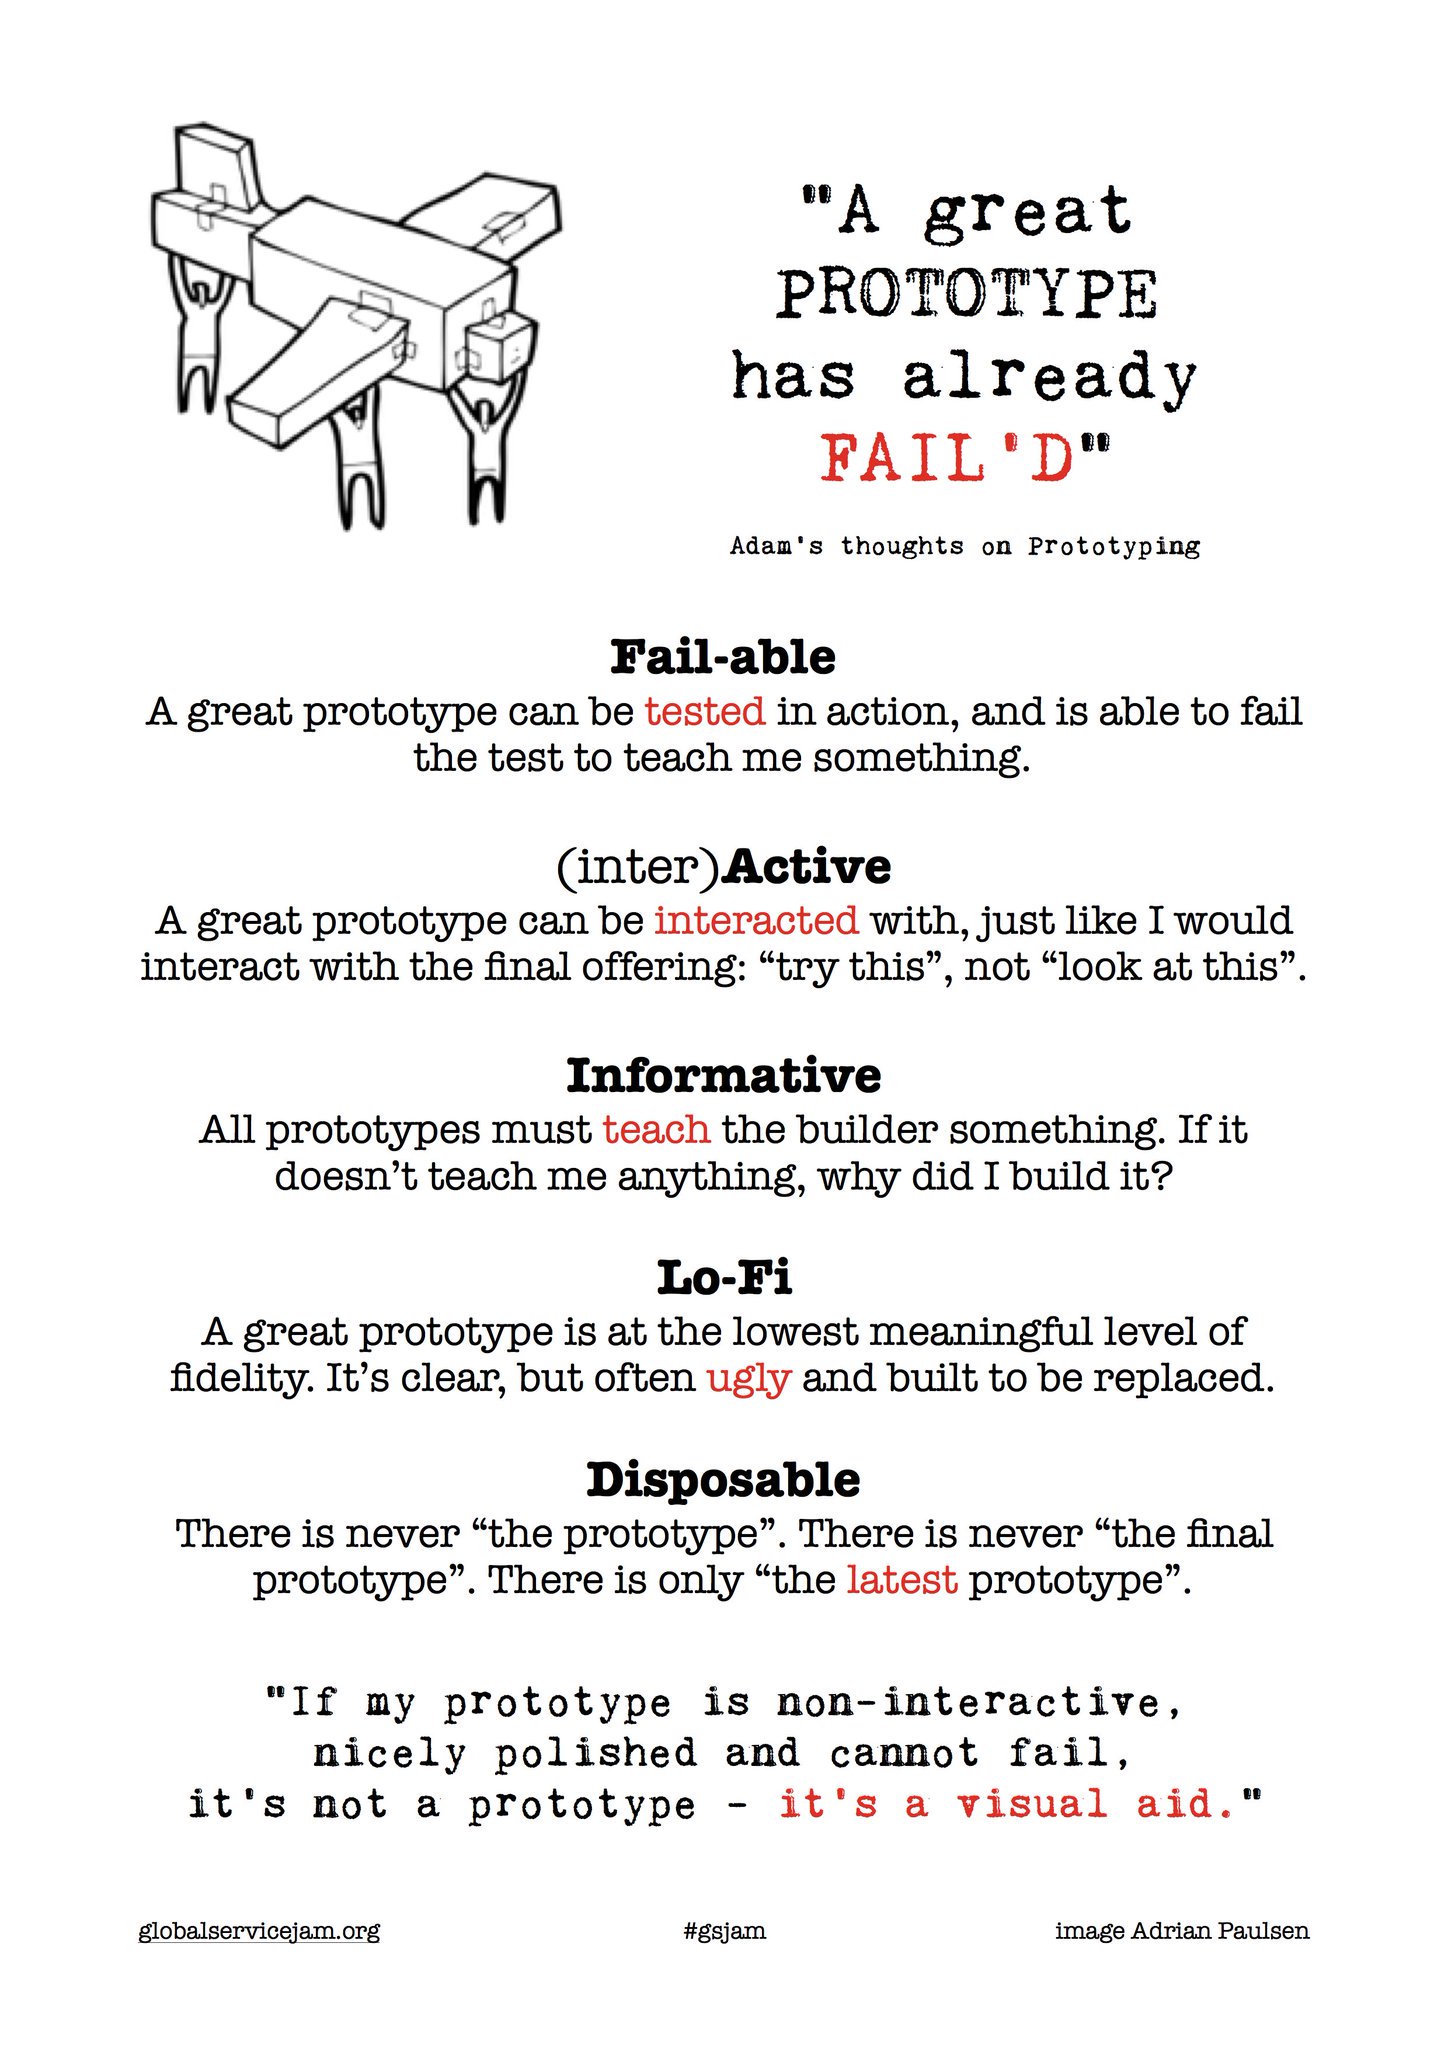 "A great
PROTOTYPE
has already
FAIL'D"
Adam's thoughts on Prototyping
Fail-able
A great prototype can be tested in action, and is able to fail
the test to teach me something.
(inter)Active
A great prototype can be interacted with, just like I would
interact with the final offering: “try this”, not “look at this”.
Informative
All prototypes must teach the builder something. If it
doesn’t teach me anything, why did I build it?
Lo-Fi
A great prototype is at the lowest meaningful level of
fidelity. It’s clear, but often ugly and built to be replaced.
Disposable
There is never “the prototype”. There is never “the final
prototype”. There is only “the latest prototype”.
"If my prototype is non-interactive,
nicely polished and cannot fail,
it's not a prototype - it's a visual aid."
globalservicejam.org #gsjam image Adrian Paulsen